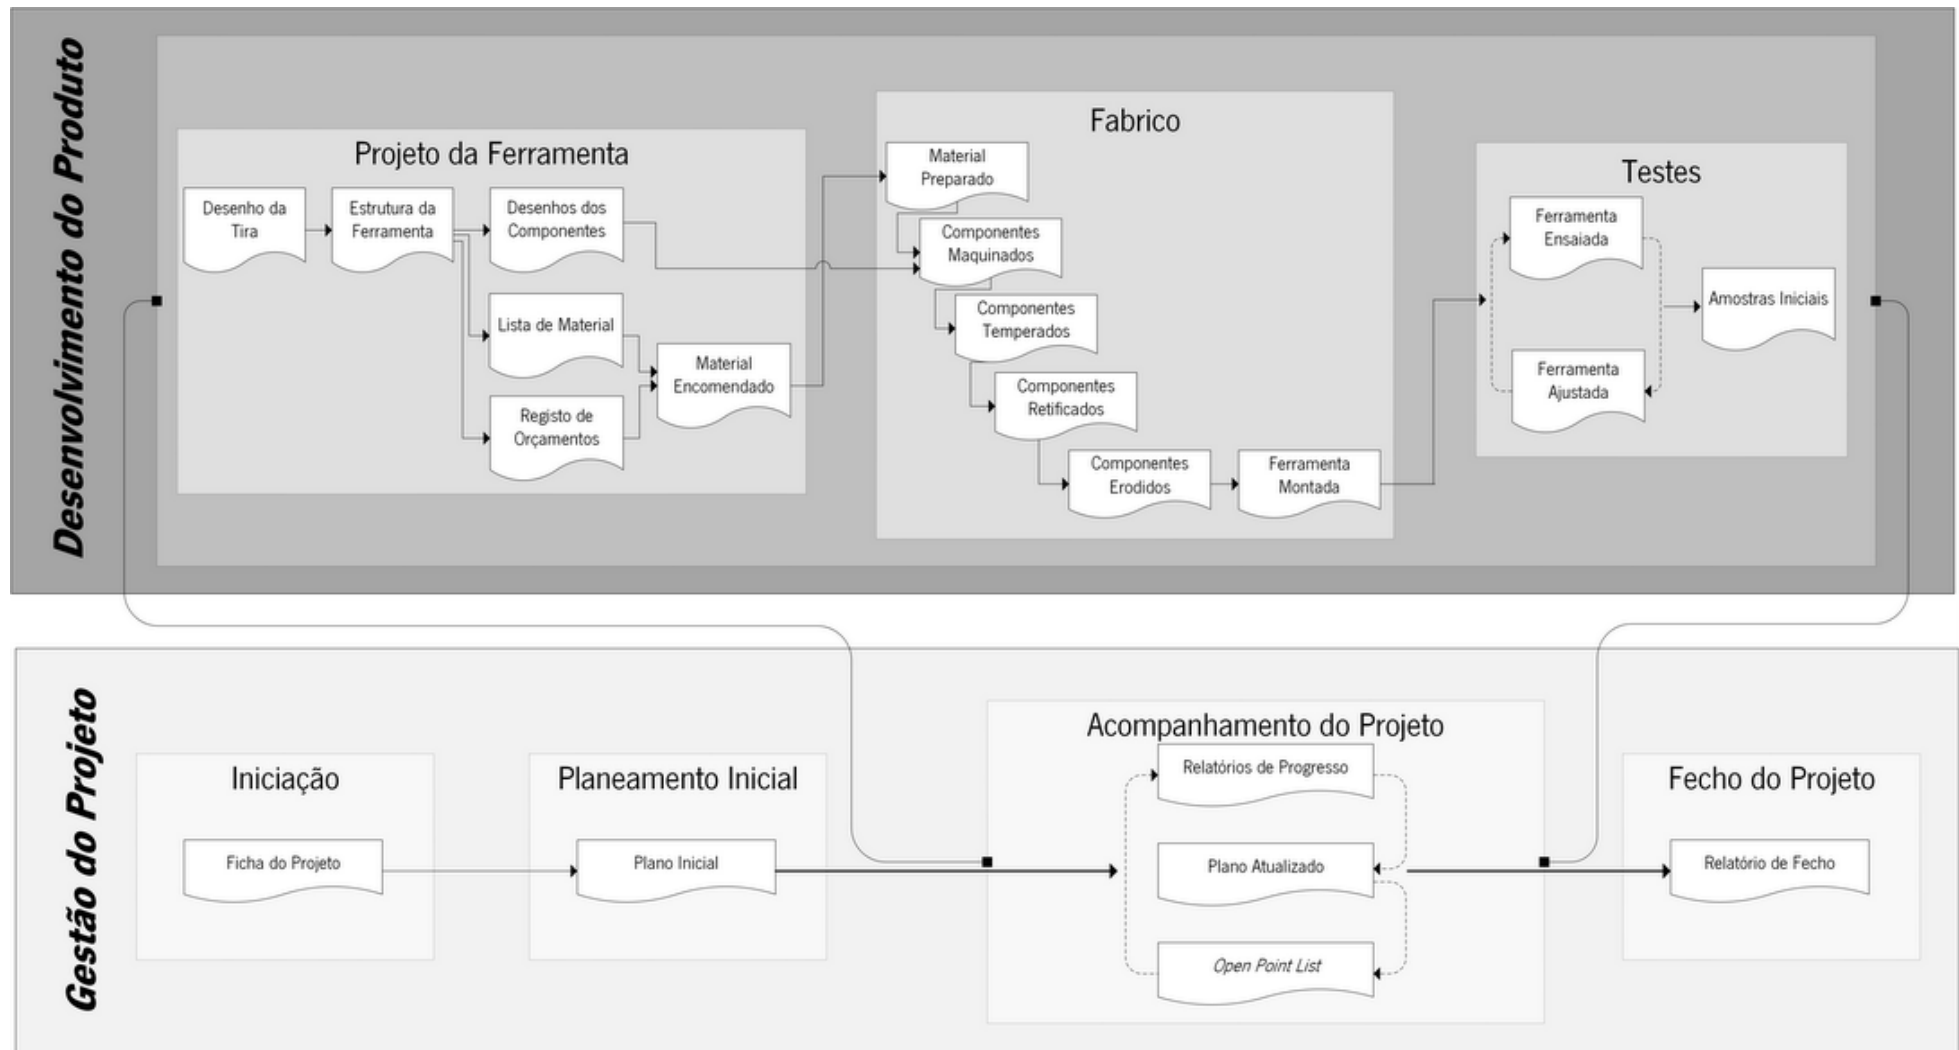 Desenvolvimento do Produto
Projeto da Ferramenta
Desenho da
Tira
Estrutura da
Ferramenta
Desenhos dos
Componentes
Lista de Material
Registo de
Orçamentos
Material
Encomendado
Fabrico
Material
Preparado
Componentes
Maquinados
Componentes
Temperados
Componentes
Retificados
Componentes
Erodidos
Ferramenta
Montada
Testes
Ferramenta
Ensaiada
Ferramenta
Ajustada
Amostras Iniciais
Gestão do Projeto
Iniciação
Ficha do Projeto
Planeamento Inicial
Plano Inicial
Acompanhamento do Projeto
Relatórios de Progresso
Plano Atualizado
Open Point List
Fecho do Projeto
Relatório de Fecho